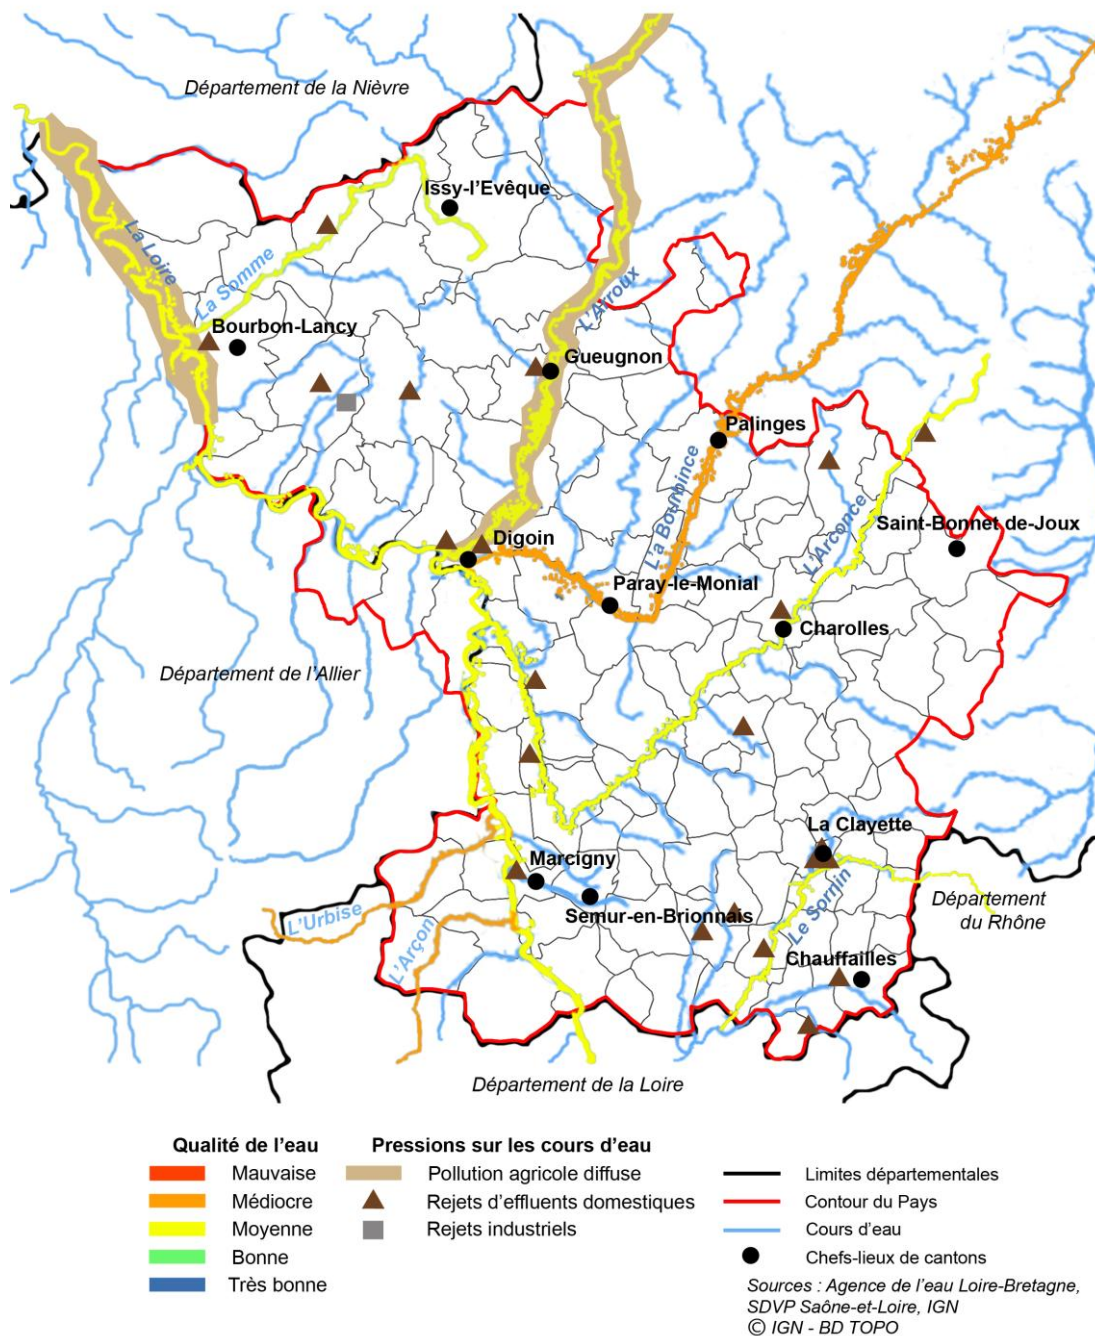 Département de la Nièvre
Issy-l'Evêque
La Loire
La Somme
L'Arroux
Bourbon-Lancy
Gueugnon
Palinges
L'a Bourbince
L'Arconce
Saint-Bonnet de-Joux
Digoin
Paray-le-Monial
Charolles
Département de l'Allier
La Clayette
Marcigny
Semur-en-Brionnais
Le Sornin
Département
du Rhône
L'Urbise
L'Arçon
Chauffailles
Département de la Loire
Qualité de l'eau
Mauvaise
Médiocre
Moyenne
Bonne
Très bonne
Pressions sur les cours d'eau
Pollution agricole diffuse
Rejets d'effluents domestiques
Rejets industriels
Limites départementales
Contour du Pays
Cours d'eau
Chefs-lieux de cantons
Sources : Agence de l'eau Loire-Bretagne,
SDVP Saône-et-Loire, IGN
© IGN - BD TOPO